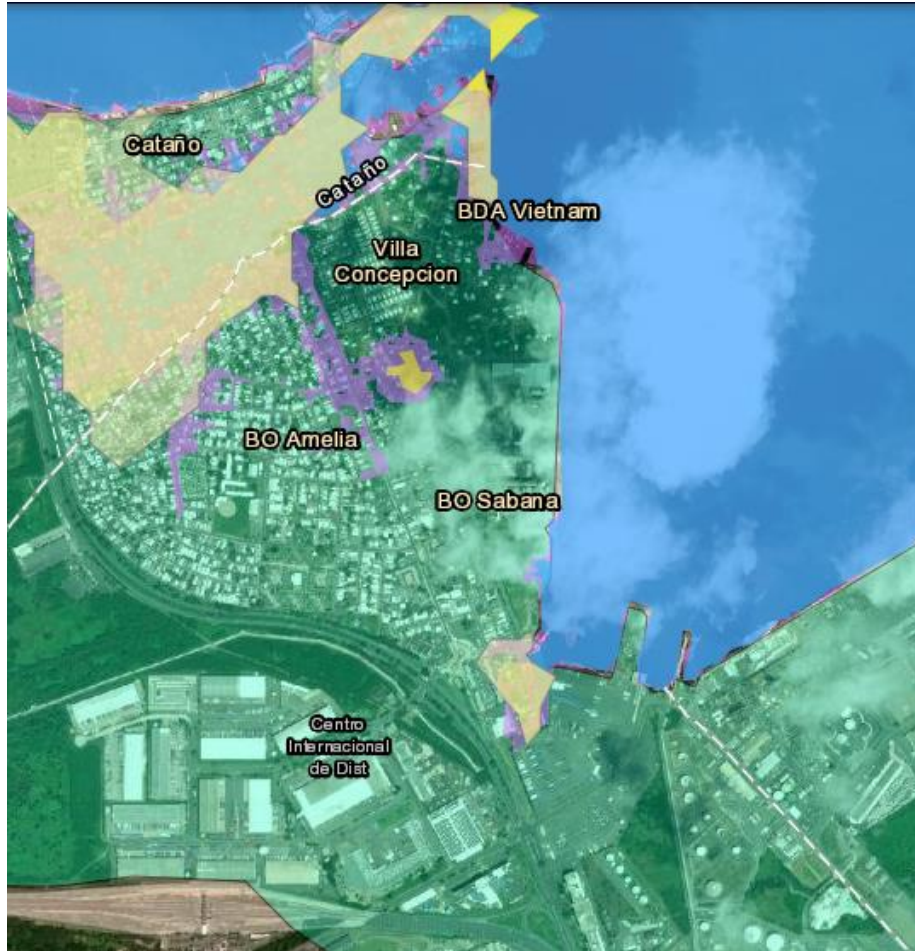 Cataño
Cataño
BDA Vietnam
Villa
Concepcion
BO Amelia
BO Sabana
Centro
Internacional
de Dist